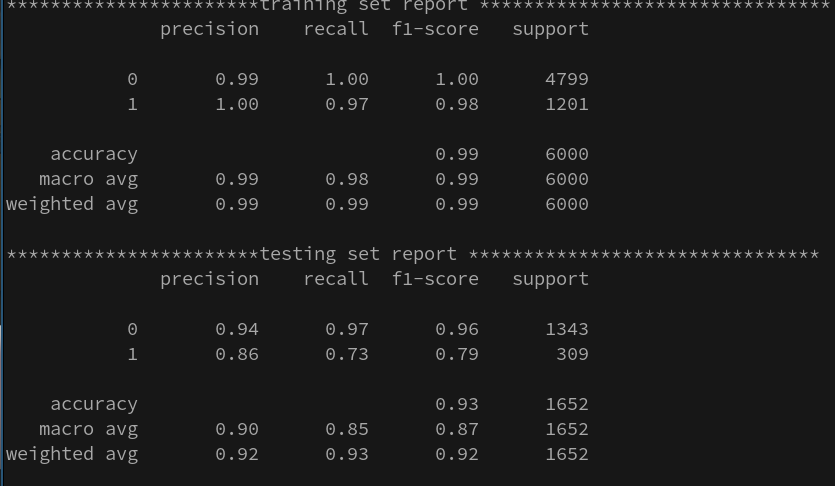 ***********************training set report ********************************
precision recall f1-score support
0 0.99 1.00 1.00 4799
1 1.00 0.97 0.98 1201
accuracy 0.99 6000
macro avg 0.99 0.98 0.99 6000
weighted avg 0.99 0.99 0.99 6000
***********************testing set report ********************************
precision recall f1-score support
0 0.94 0.97 0.96 1343
1 0.86 0.73 0.79 309
accuracy 0.93 1652
macro avg 0.90 0.85 0.87 1652
weighted avg 0.92 0.93 0.92 1652